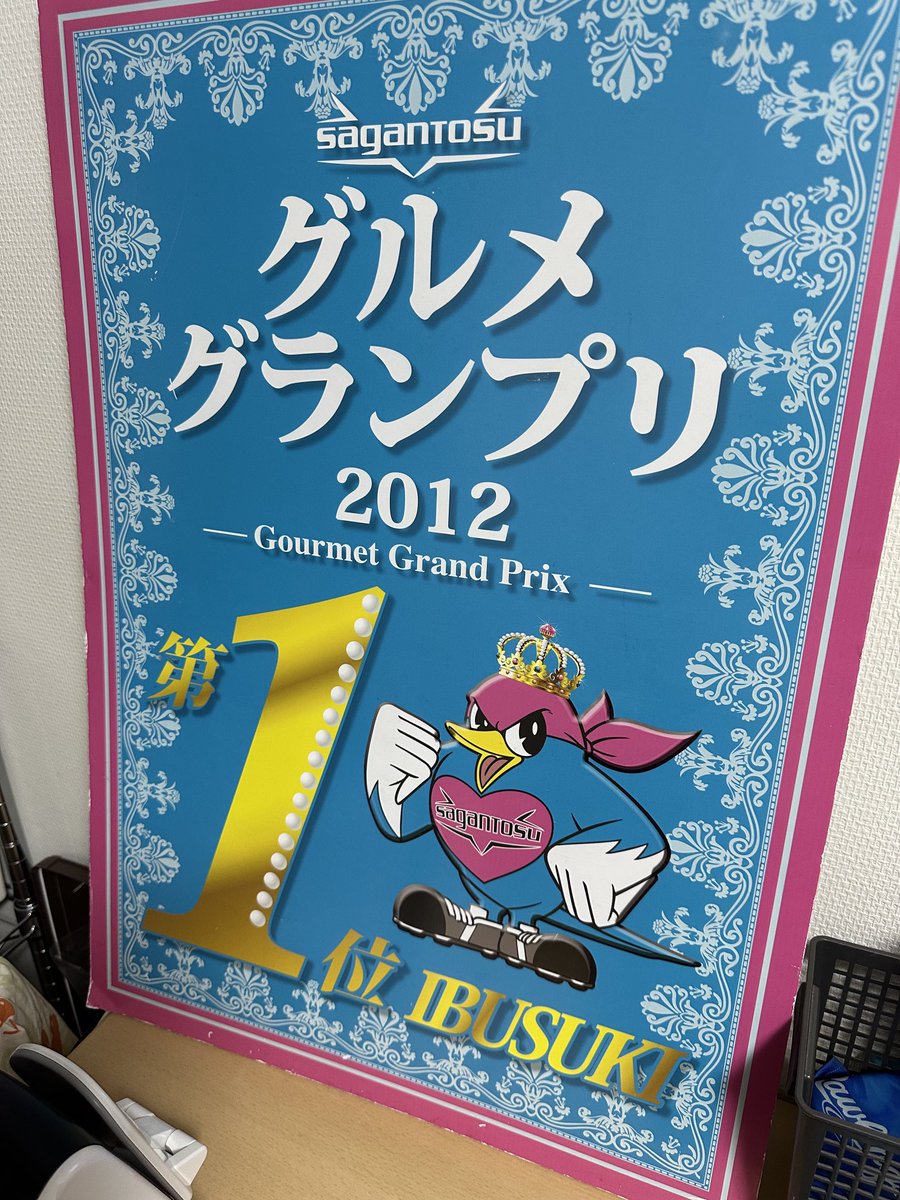 sagantosu
グルメ
グランプリ
2012
Gourmet Grand Prix
第1位 IBUSUKI
sagantosu